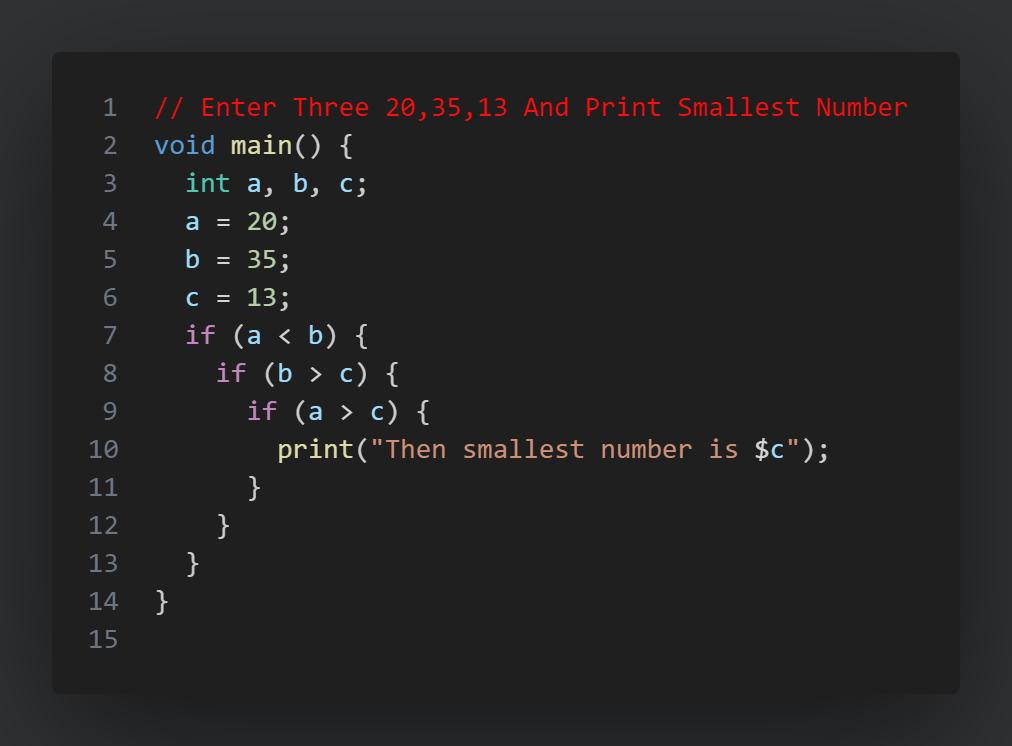 1 // Enter Three 20,35,13 And Print Smallest Number
2 void main() {
3   int a, b, c;
4   a = 20;
5   b = 35;
6   c = 13;
7   if (a < b) {
8     if (b > c) {
9       if (a > c) {
10         print("Then smallest number is $c");
11       }
12     }
13   }
14 }
15